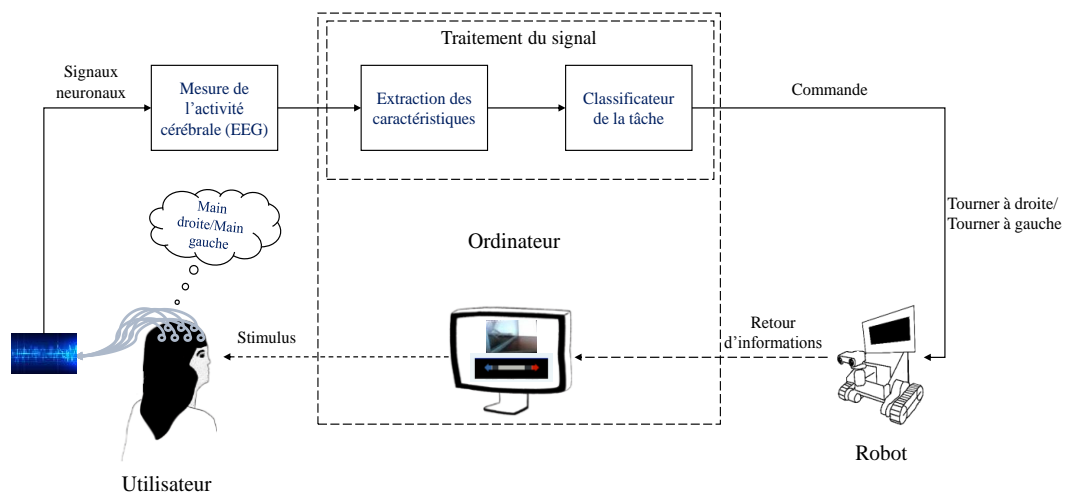 Traitement du signal
Signaux
neuronaux
Mesure de
l’activité
cérébrale (EEG)
Extraction des
caractéristiques
Classificateur
de la tâche
Commande
Main
droite/Main
gauche
Tourner à droite/
Tourner à gauche
Ordinateur
Stimulus
Retour
d’informations
Robot
Utilisateur